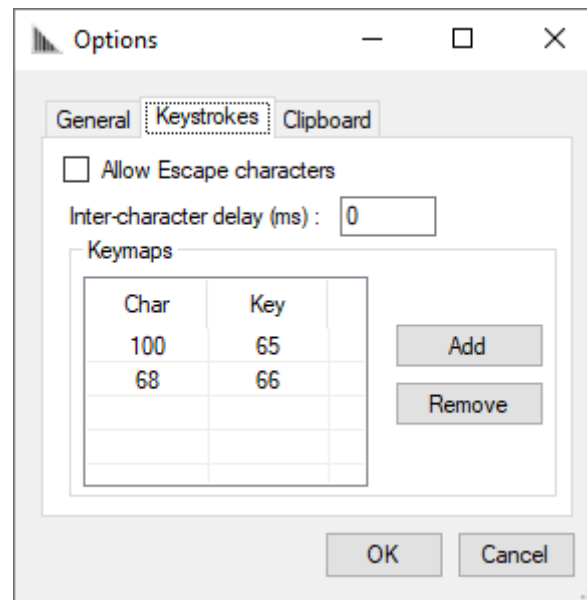 Options
General Keystrokes Clipboard
Allow Escape characters
Inter-character delay (ms) : 0
Keymaps
Char Key
100 65
68 66
Add
Remove
OK Cancel